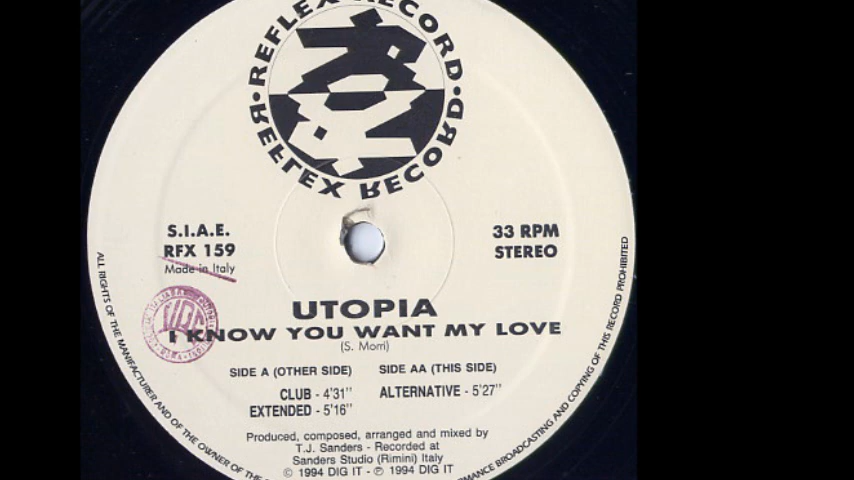 REFLEX RECORD
REFLEX RECORD
S.I.A.E.
RFX 159
Made in Italy
33 RPM
STEREO
UTOPIA
I KNOW YOU WANT MY LOVE
(S. Morri)
SIDE A (OTHER SIDE)
CLUB - 4'31"
EXTENDED - 5'16"
SIDE AA (THIS SIDE)
ALTERNATIVE - 5'27"
Produced, composed, arranged and mixed by
T.J. Sanders - Recorded at
Sanders Studio (Rimini) Italy
© 1994 DIG IT - ℗ 1994 DIG IT
ALL RIGHTS OF THE MANIFACTURER AND OF THE OWNER OF THE
BROADCASTING AND COPYING OF THIS RECORD PROHIBITED